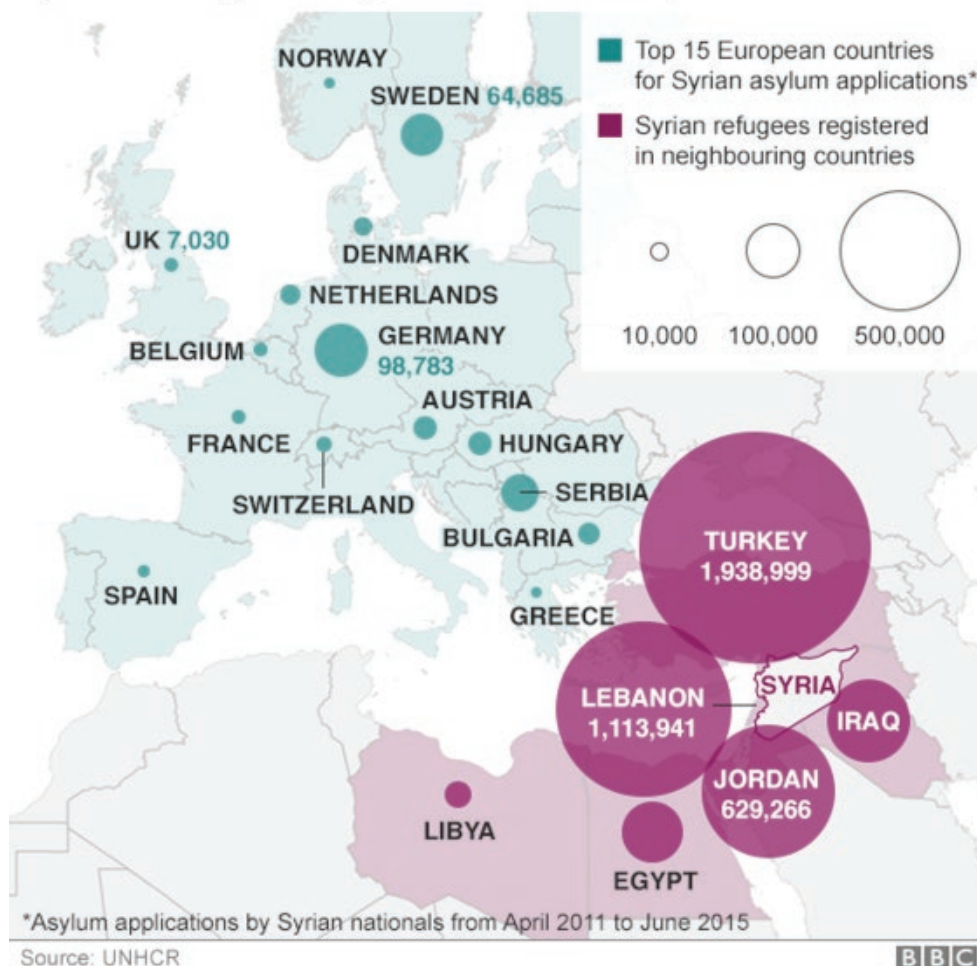 Top 15 European countries
for Syrian asylum applications*
Syrian refugees registered
in neighbouring countries
10,000 100,000 500,000
NORWAY
SWEDEN 64,685
UK 7,030
DENMARK
NETHERLANDS
GERMANY
98,783
BELGIUM
AUSTRIA
FRANCE
HUNGARY
SWITZERLAND
SERBIA
BULGARIA
SPAIN
GREECE
TURKEY
1,938,999
LEBANON
1,113,941
SYRIA
IRAQ
JORDAN
629,266
LIBYA
EGYPT
*Asylum applications by Syrian nationals from April 2011 to June 2015
Source: UNHCR
BBC